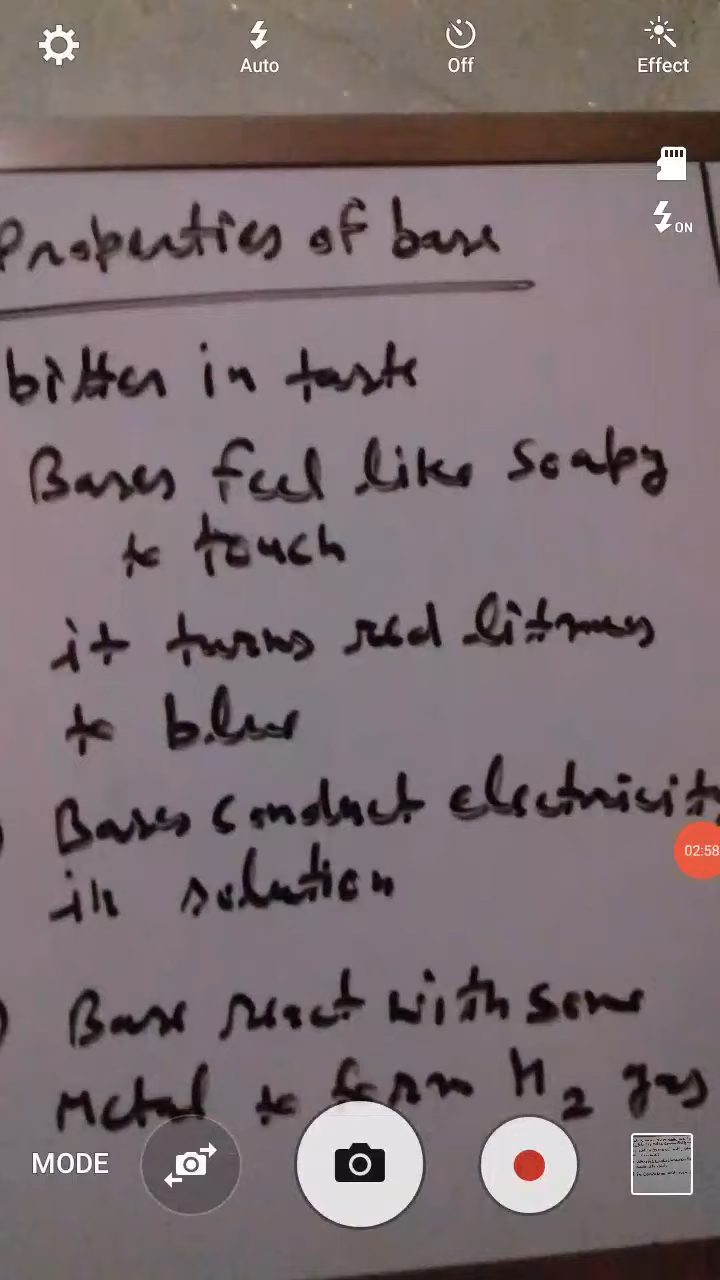 Auto
Off
Effect
ON
Properties of base
bitter in taste
Bases feel like Soapy
to touch
it turns red litmus
to blue
Bases conduct electricity
in solution
02:58
Base react with some
Metal to form H2 gas
MODE